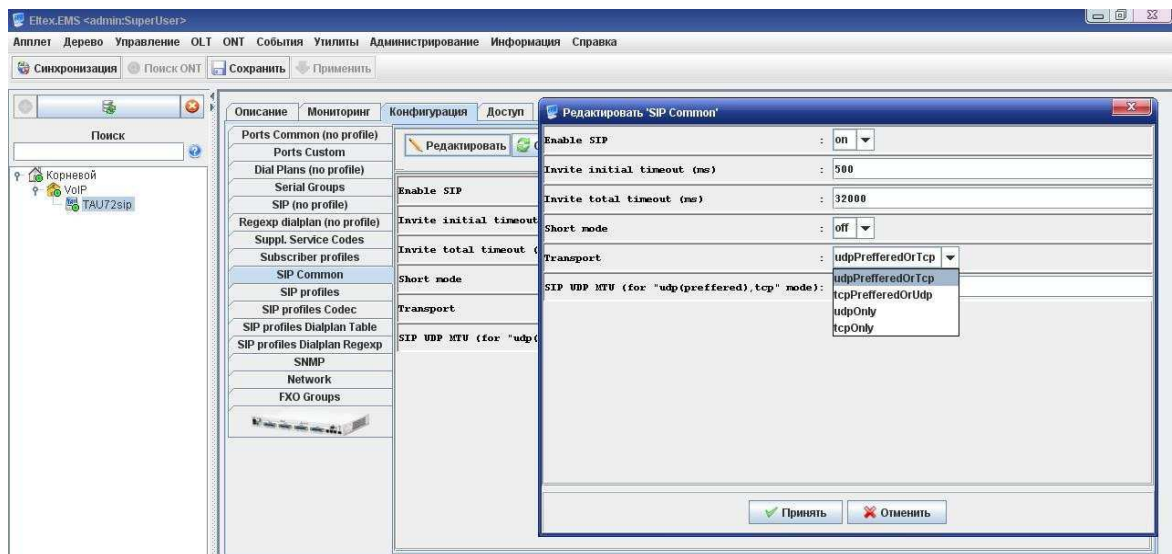 Eltex.EMS <admin:SuperUser>
Апплет Дерево Управление OLT ONT События Утилиты Администрирование Информация Справка
Синхронизация Поиск ONT Сохранить Применить
Поиск
Корневой
VoIP
TAU72sip
Описание Мониторинг Конфигурация Доступ
Ports Common (no profile)
Ports Custom
Dial Plans (no profile)
Serial Groups
SIP (no profile)
Regexp dialplan (no profile)
Suppl. Service Codes
Subscriber profiles
SIP Common
SIP profiles
SIP profiles Codec
SIP profiles Dialplan Table
SIP profiles Dialplan Regexp
SNMP
Network
FXO Groups
Редактировать
Enable SIP
Invite initial timeout
Invite total timeout (
Short mode
Transport
SIP UDP MTU (for "udp(
Редактировать 'SIP Common'
Enable SIP : on
Invite initial timeout (ms) : 500
Invite total timeout (ms) : 32000
Short mode : off
Transport : udpPrefferedOrTcp
SIP UDP MTU (for "udp(preffered),tcp" mode):
udpPrefferedOrTcp
tcpPrefferedOrUdp
udpOnly
tcpOnly
Принять Отменить